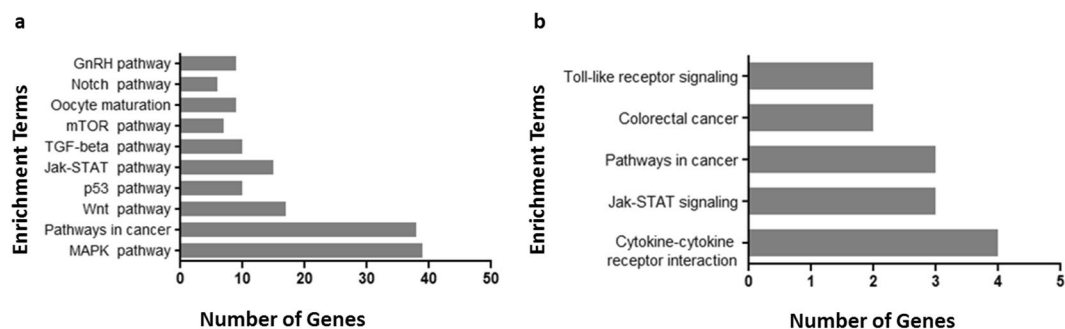 a
Enrichment Terms
GnRH pathway
Notch pathway
Oocyte maturation
mTOR pathway
TGF-beta pathway
Jak-STAT pathway
p53 pathway
Wnt pathway
Pathways in cancer
MAPK pathway
0 10 20 30 40 50
Number of Genes
b
Enrichment Terms
Toll-like receptor signaling
Colorectal cancer
Pathways in cancer
Jak-STAT signaling
Cytokine-cytokine
receptor interaction
0 1 2 3 4 5
Number of Genes